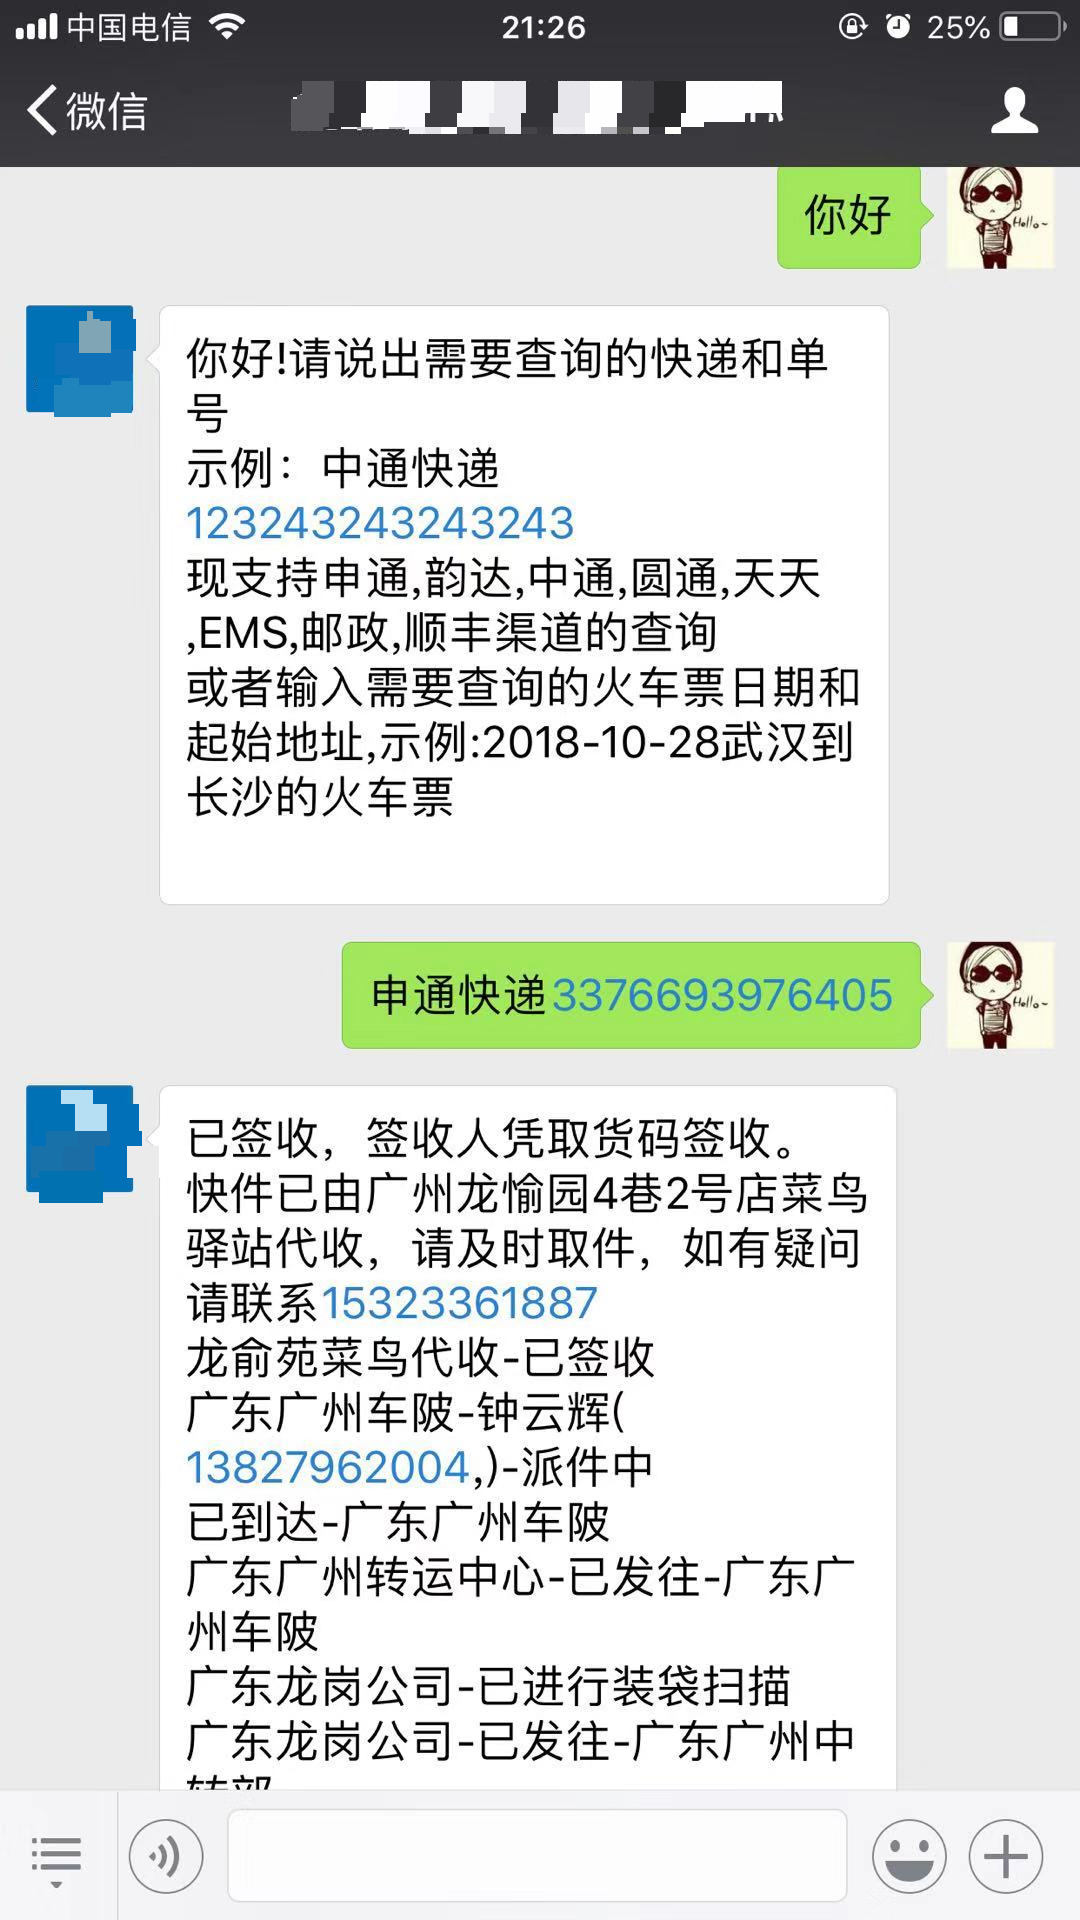 中国电信
21:26
25%
微信
你好
Hello~
你好!请说出需要查询的快递和单
号
示例：中通快递
123243243243243
现支持申通,韵达,中通,圆通,天天
,EMS,邮政,顺丰渠道的查询
或者输入需要查询的火车票日期和
起始地址,示例:2018-10-28武汉到
长沙的火车票
申通快递3376693976405
Hello~
已签收，签收人凭取货码签收。
快件已由广州龙愉园4巷2号店菜鸟
驿站代收，请及时取件，如有疑问
请联系15323361887
龙俞苑菜鸟代收-已签收
广东广州车陂-钟云辉(
13827962004,)-派件中
已到达-广东广州车陂
广东广州转运中心-已发往-广东广
州车陂
广东龙岗公司-已进行装袋扫描
广东龙岗公司-已发往-广东广州中
转部